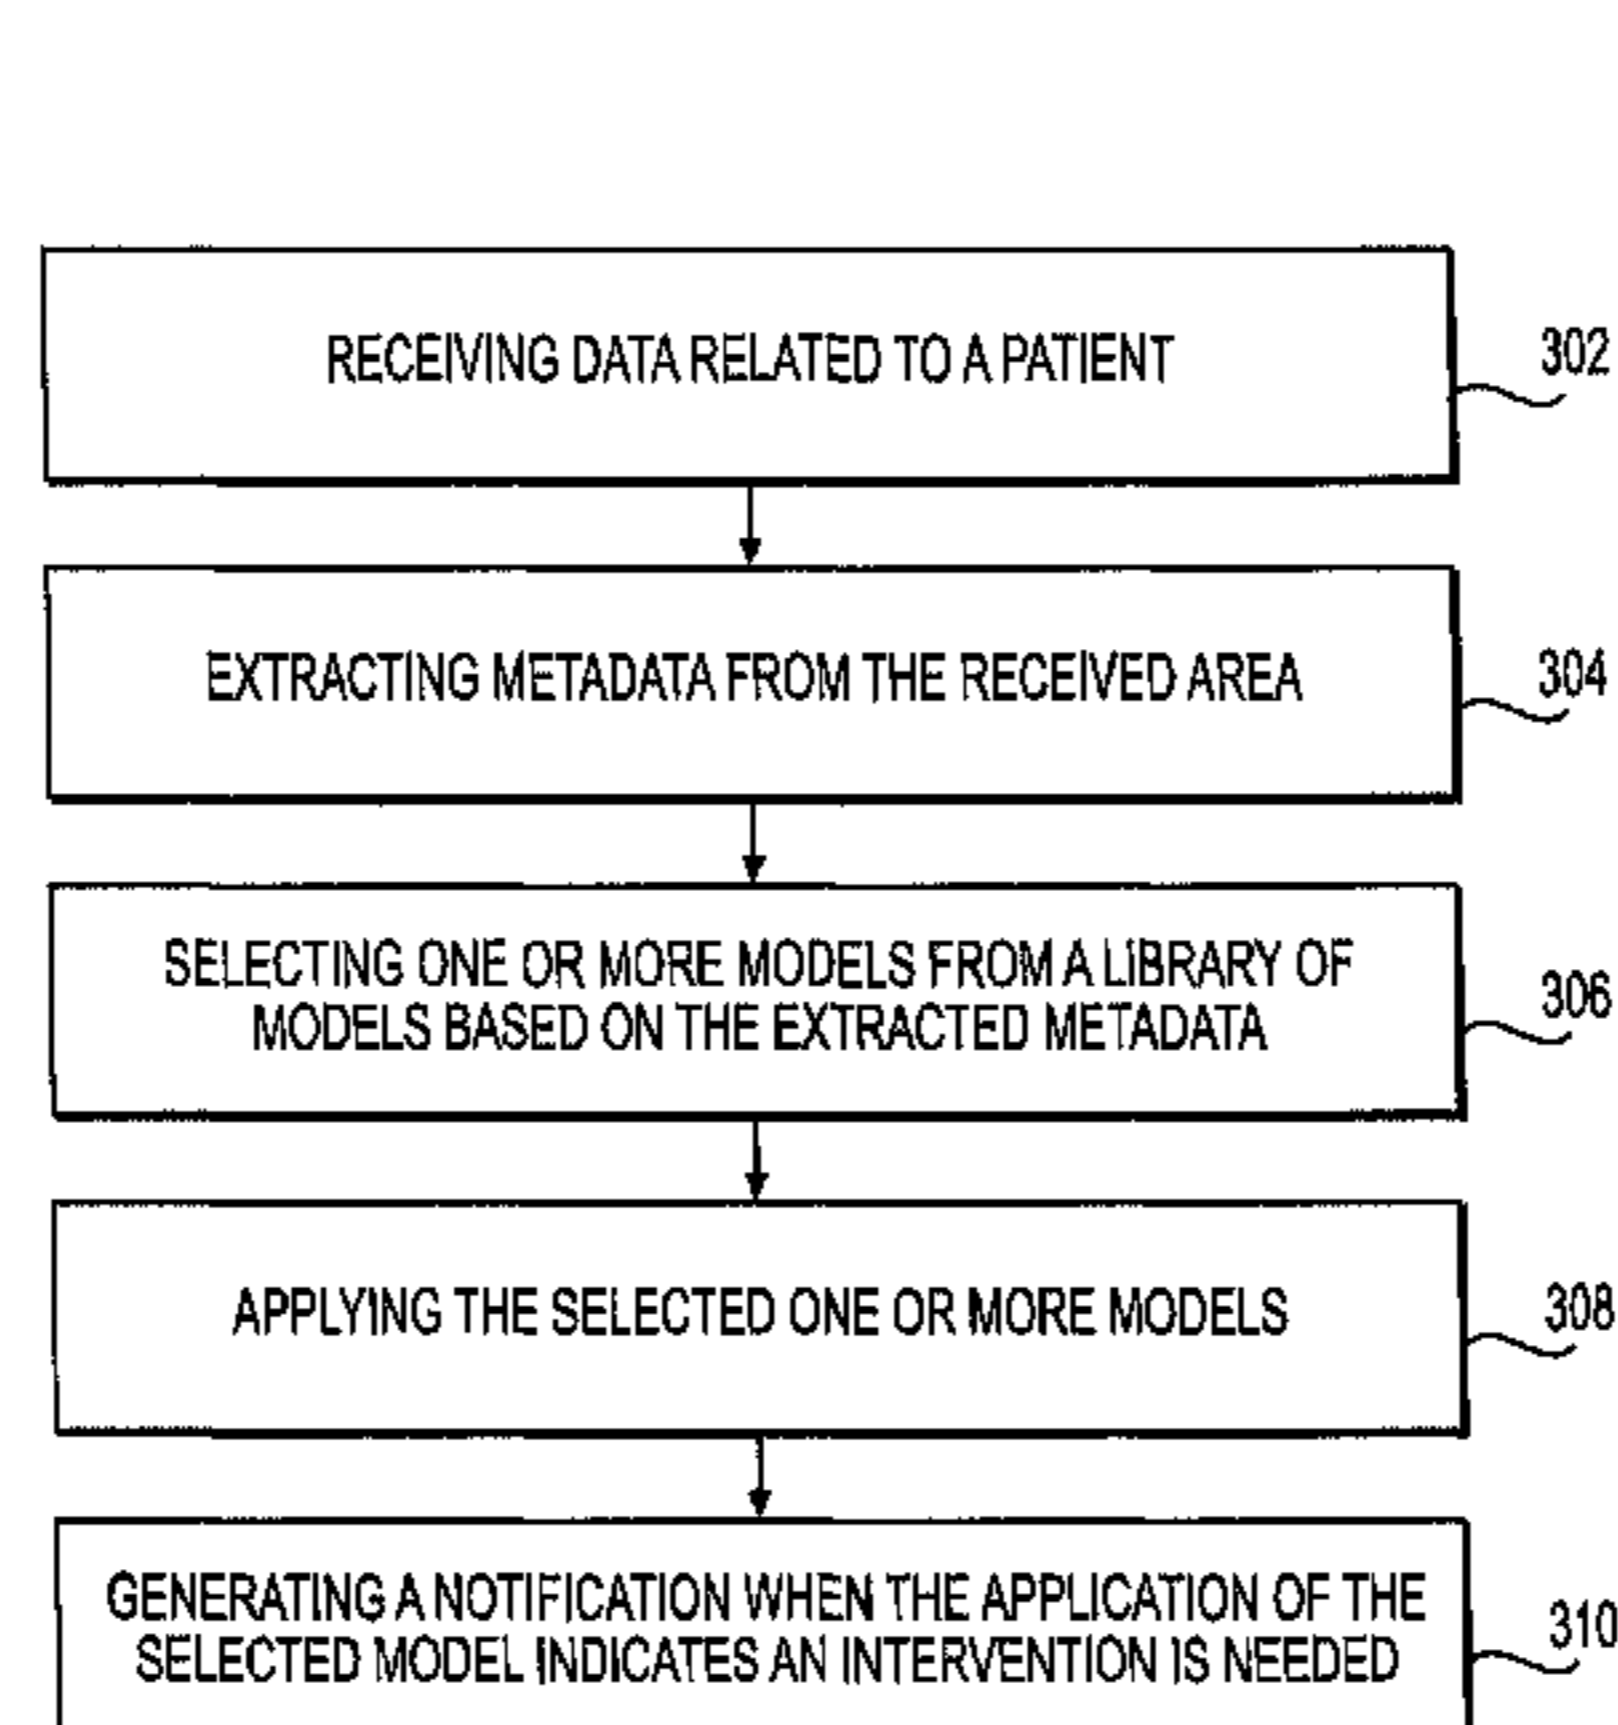 RECEIVING DATA RELATED TO A PATIENT
302
EXTRACTING METADATA FROM THE RECEIVED AREA
304
SELECTING ONE OR MORE MODELS FROM A LIBRARY OF
MODELS BASED ON THE EXTRACTED METADATA
306
APPLYING THE SELECTED ONE OR MORE MODELS
308
GENERATING A NOTIFICATION WHEN THE APPLICATION OF THE
SELECTED MODEL INDICATES AN INTERVENTION IS NEEDED
310